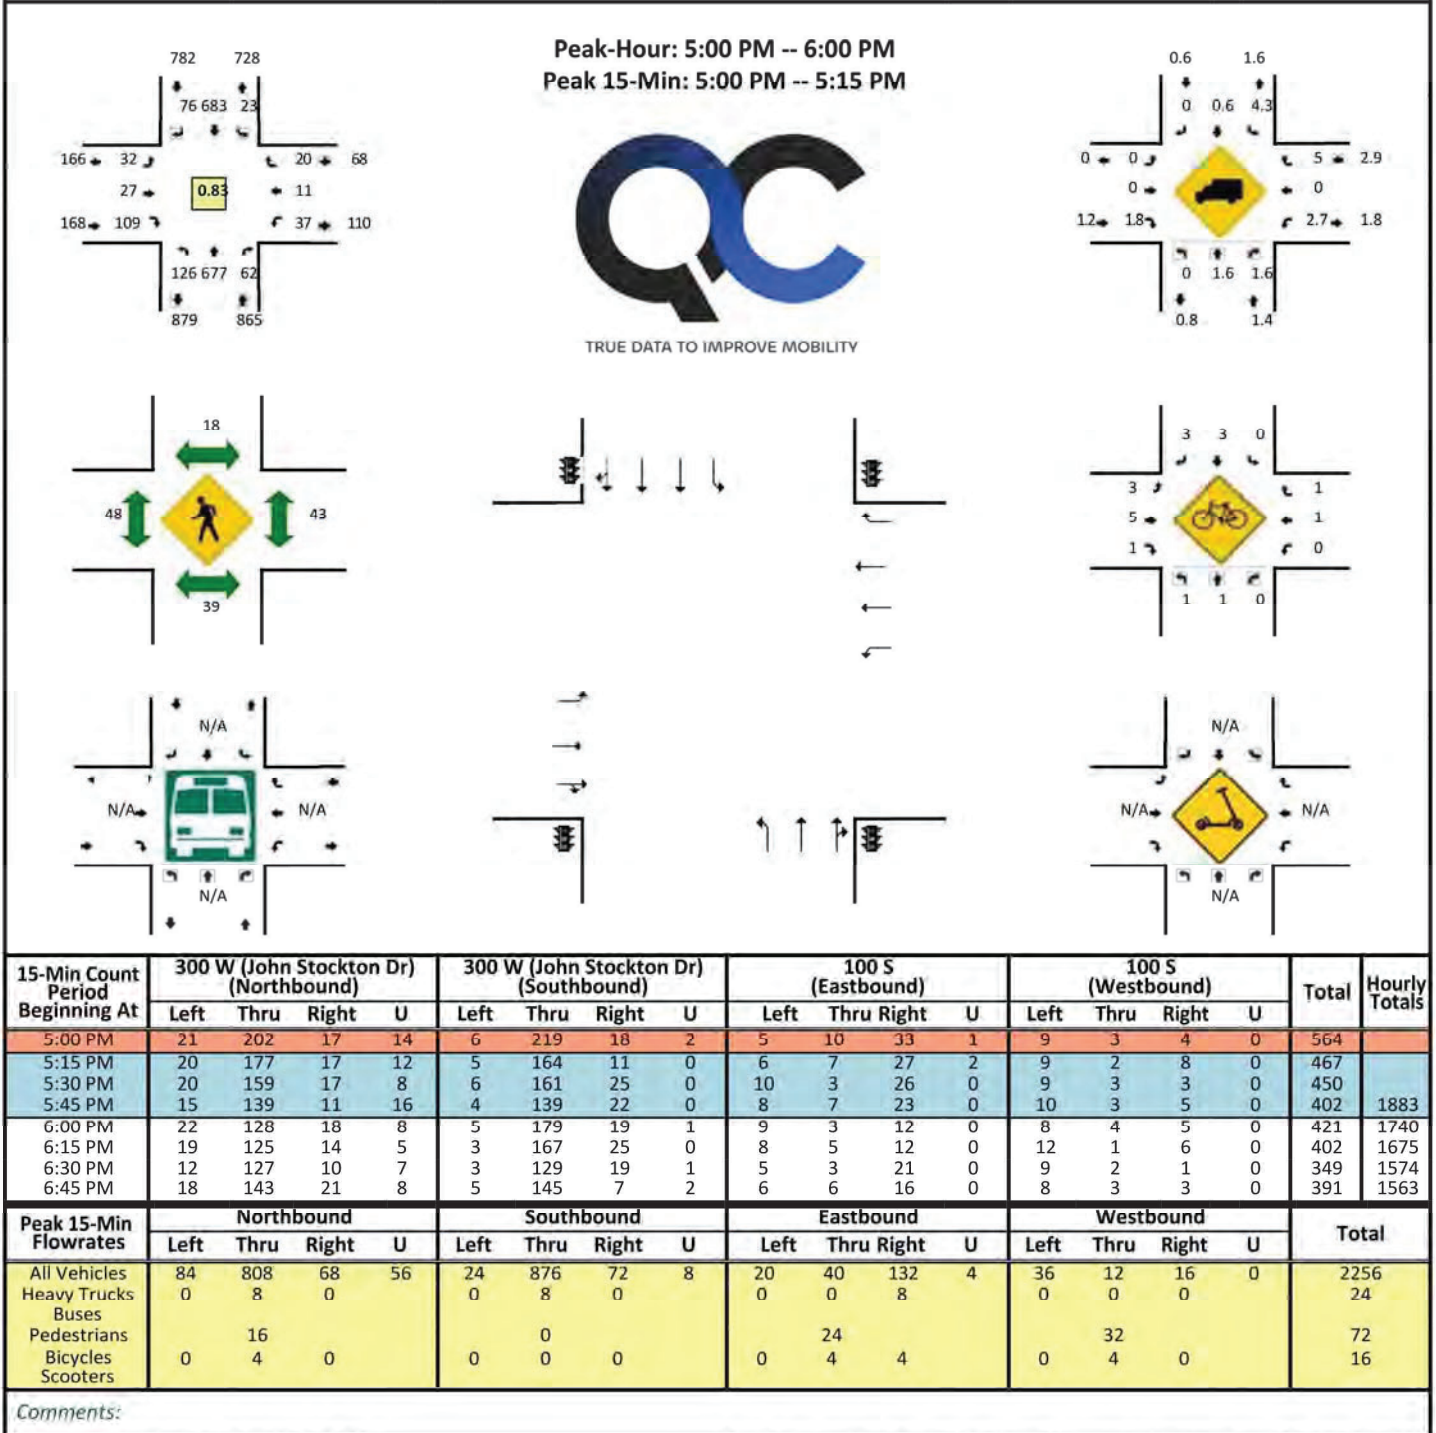 Peak-Hour: 5:00 PM -- 6:00 PM
Peak 15-Min: 5:00 PM -- 5:15 PM
782 728
76 683 23
166 32 20 68
27 0.83 11
168 109 37 110
126 677 62
879 865
QC
TRUE DATA TO IMPROVE MOBILITY
0.6 1.6
0 0.6 4.3
0 0 5 2.9
0 0
1.2 1.8 2.7 1.8
0 1.6 1.6
0.8 1.4
18
48 43
39
3 3 0
3 1
5 1
1 0
1 1 0
N/A
N/A N/A
N/A
N/A
N/A N/A
N/A
15-Min Count Period Beginning At 300 W (John Stockton Dr) (Northbound) 300 W (John Stockton Dr) (Southbound) 100 S (Eastbound) 100 S (Westbound) Total Hourly Totals
Left Thru Right U Left Thru Right U Left Thru Right U Left Thru Right U
5:00 PM 21 202 17 14 6 219 18 2 5 10 33 1 9 3 4 0 564
5:15 PM 20 177 17 12 5 164 11 0 6 7 27 2 9 2 8 0 467
5:30 PM 20 159 17 8 6 161 25 0 10 3 26 0 9 3 3 0 450
5:45 PM 15 139 11 16 4 139 22 0 8 7 23 0 10 3 5 0 402 1883
6:00 PM 22 128 18 8 5 179 19 1 9 3 12 0 8 4 5 0 421 1740
6:15 PM 19 125 14 5 3 167 25 0 8 5 12 0 12 1 6 0 402 1675
6:30 PM 12 127 10 7 3 129 19 1 5 3 21 0 9 2 1 0 349 1574
6:45 PM 18 143 21 8 5 145 7 2 6 6 16 0 8 3 3 0 391 1563
Peak 15-Min Flowrates Northbound Southbound Eastbound Westbound Total
Left Thru Right U Left Thru Right U Left Thru Right U Left Thru Right U
All Vehicles 84 808 68 56 24 876 72 8 20 40 132 4 36 12 16 0 2256
Heavy Trucks 0 8 0 0 8 0 0 0 8 0 0 0 24
Buses
Pedestrians 16 0 24 32 72
Bicycles 0 4 0 0 0 0 0 4 4 0 4 0 16
Scooters
Comments: